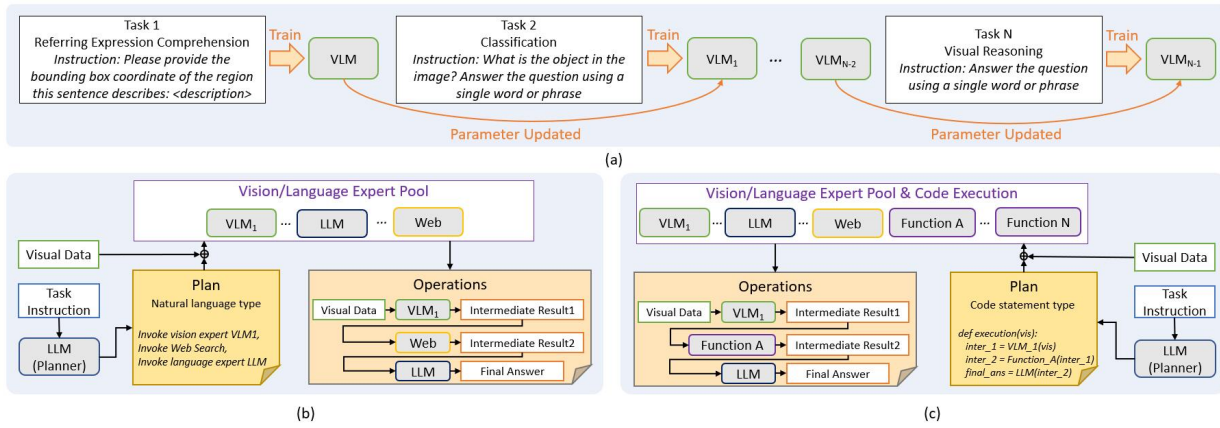 Task 1
Referring Expression Comprehension
Instruction: Please provide the
bounding box coordinate of the region
this sentence describes: <description>
Train
VLM
Task 2
Classification
Instruction: What is the object in the
image? Answer the question using a
single word or phrase
Train
VLM1
...
VLMN-2
Task N
Visual Reasoning
Instruction: Answer the question
using a single word or phrase
Train
VLMN-1
Parameter Updated
Parameter Updated
(a)
Vision/Language Expert Pool
VLM1
...
LLM
...
Web
Visual Data
Task
Instruction
LLM
(Planner)
Plan
Natural language type
Invoke vision expert VLM1,
Invoke Web Search,
Invoke language expert LLM
Operations
Visual Data
VLM1
Intermediate Result1
Web
Intermediate Result2
LLM
Final Answer
(b)
Vision/Language Expert Pool & Code Execution
VLM1
...
LLM
...
Web
Function A
...
Function N
Operations
Visual Data
VLM1
Intermediate Result1
Function A
Intermediate Result2
LLM
Final Answer
Plan
Code statement type
def execution(vis):
inter_1 = VLM_1(vis)
inter_2 = Function_A(inter_1)
final_ans = LLM(inter_2)
Visual Data
Task
Instruction
LLM
(Planner)
(c)